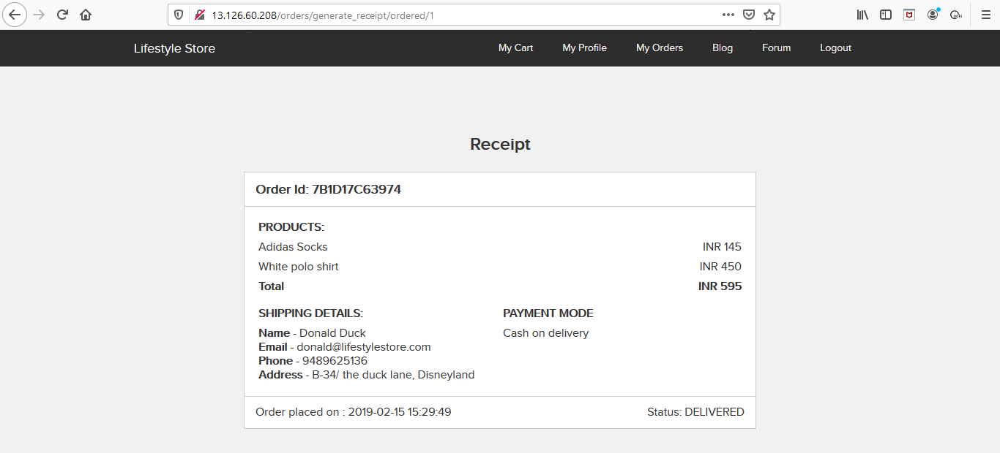 13.126.60.208/orders/generate_receipt/ordered/1
Lifestyle Store My Cart My Profile My Orders Blog Forum Logout
Receipt
Order Id: 7B1D17C63974
PRODUCTS:
Adidas Socks INR 145
White polo shirt INR 450
Total INR 595
SHIPPING DETAILS: PAYMENT MODE
Name - Donald Duck Cash on delivery
Email - donald@lifestylestore.com
Phone - 9489625136
Address - B-34/ the duck lane, Disneyland
Order placed on : 2019-02-15 15:29:49 Status: DELIVERED